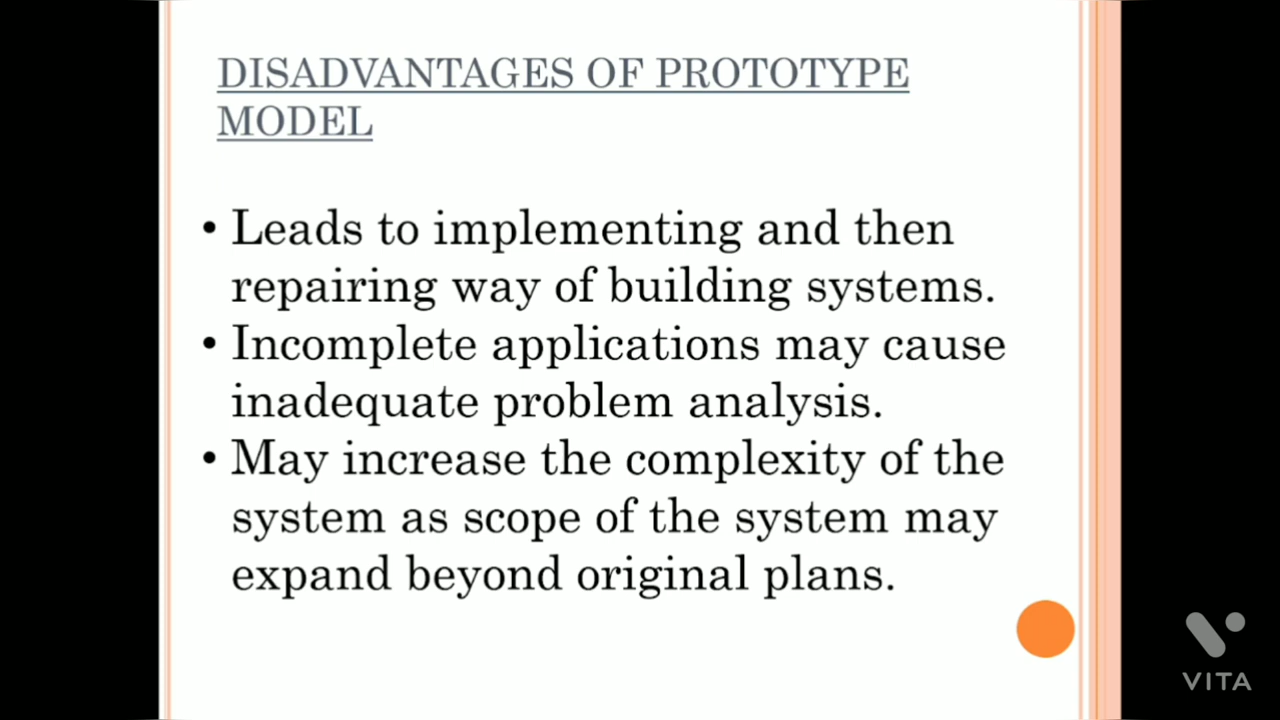 DISADVANTAGES OF PROTOTYPE
MODEL
• Leads to implementing and then
repairing way of building systems.
• Incomplete applications may cause
inadequate problem analysis.
• May increase the complexity of the
system as scope of the system may
expand beyond original plans.
VITA